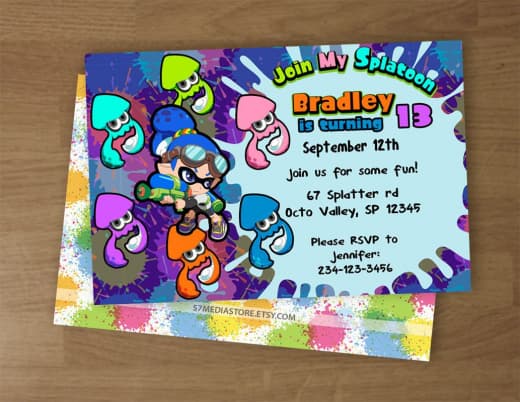 Join My Splatoon
Bradley
is turning 13
September 12th
Join us for some fun!
67 Splatter rd
Octo Valley, SP 12345
Please RSVP to
Jennifer:
234-123-3456
S7MEDIASTORE.ETSY.COM